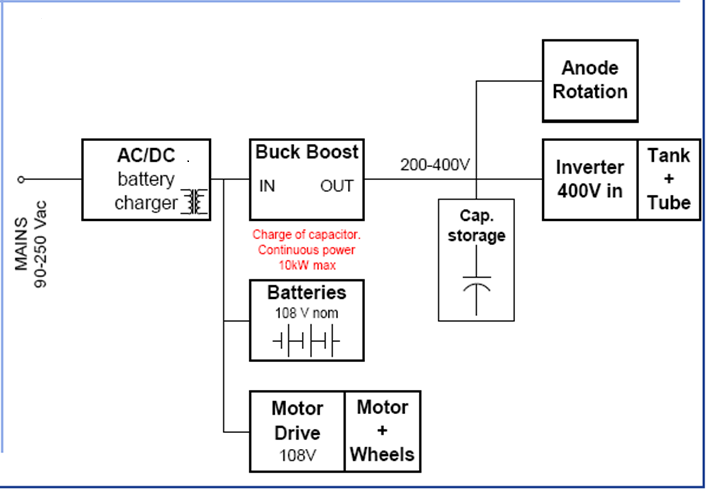 Anode
Rotation
AC/DC
battery
charger
Buck Boost
IN OUT
200-400V
Inverter
400V in
Tank
+
Tube
MAINS
90-250 Vac
Cap.
storage
Charge of capacitor.
Continuous power
10kW max
Batteries
108 V nom
Motor
Drive
108V
Motor
+
Wheels